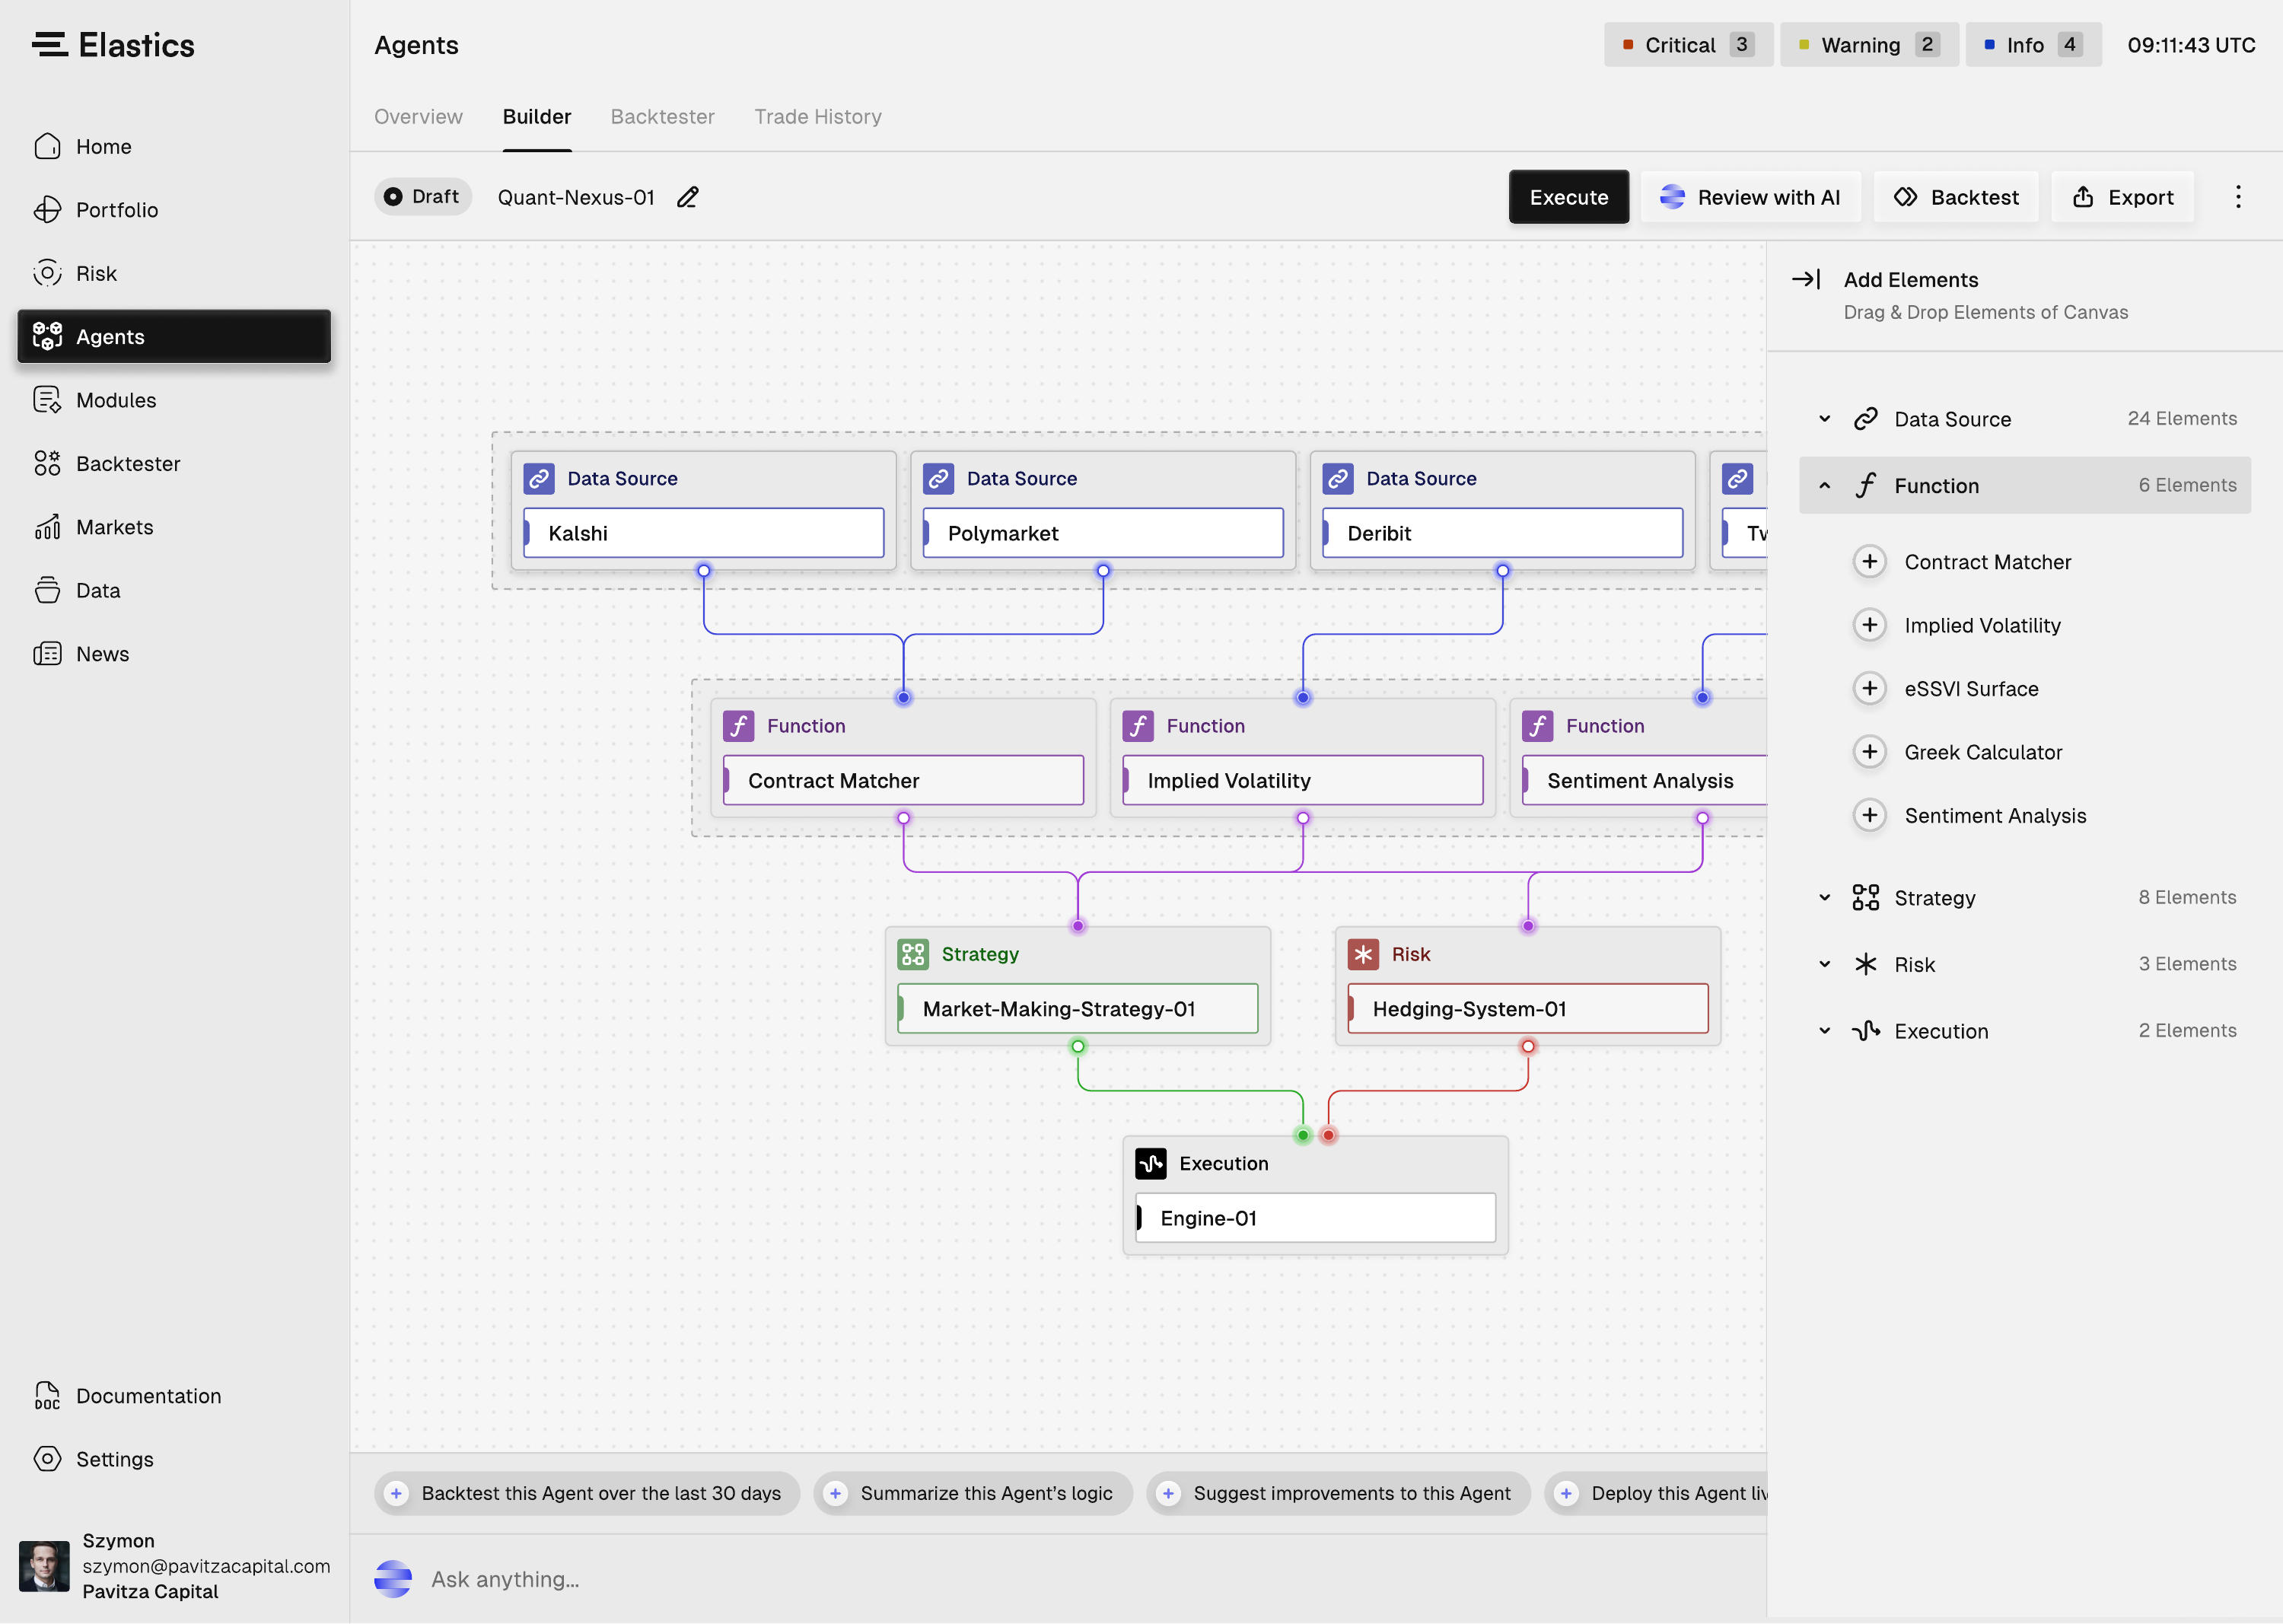 Elastics
Home
Portfolio
Risk
Agents
Modules
Backtester
Markets
Data
News
DOC
Documentation
Settings
Szymon
szymon@pavitzacapital.com
Pavitza Capital
Agents
Critical 3
Warning 2
Info 4
09:11:43 UTC
Overview
Builder
Backtester
Trade History
Draft
Quant-Nexus-01
Execute
Review with AI
Backtest
Export
Data Source
Kalshi
Data Source
Polymarket
Data Source
Deribit
Function
Contract Matcher
Function
Implied Volatility
Function
Sentiment Analysis
Strategy
Market-Making-Strategy-01
Risk
Hedging-System-01
Execution
Engine-01
Backtest this Agent over the last 30 days
Summarize this Agent’s logic
Suggest improvements to this Agent
Deploy this Agent
Ask anything...
Add Elements
Drag & Drop Elements of Canvas
Data Source 24 Elements
Function 6 Elements
Contract Matcher
Implied Volatility
eSSVI Surface
Greek Calculator
Sentiment Analysis
Strategy 8 Elements
Risk 3 Elements
Execution 2 Elements